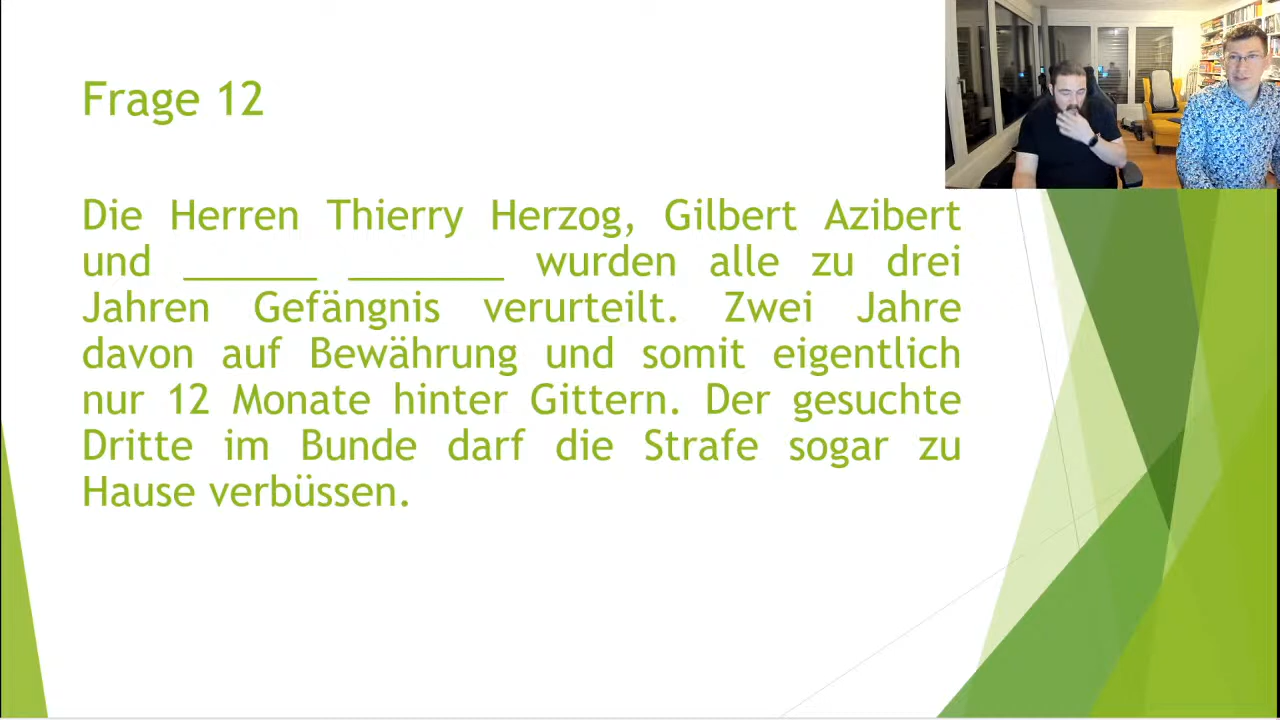 Frage 12
Die Herren Thierry Herzog, Gilbert Azibert
und ______ _______ wurden alle zu drei
Jahren Gefängnis verurteilt. Zwei Jahre
davon auf Bewährung und somit eigentlich
nur 12 Monate hinter Gittern. Der gesuchte
Dritte im Bunde darf die Strafe sogar zu
Hause verbüssen.